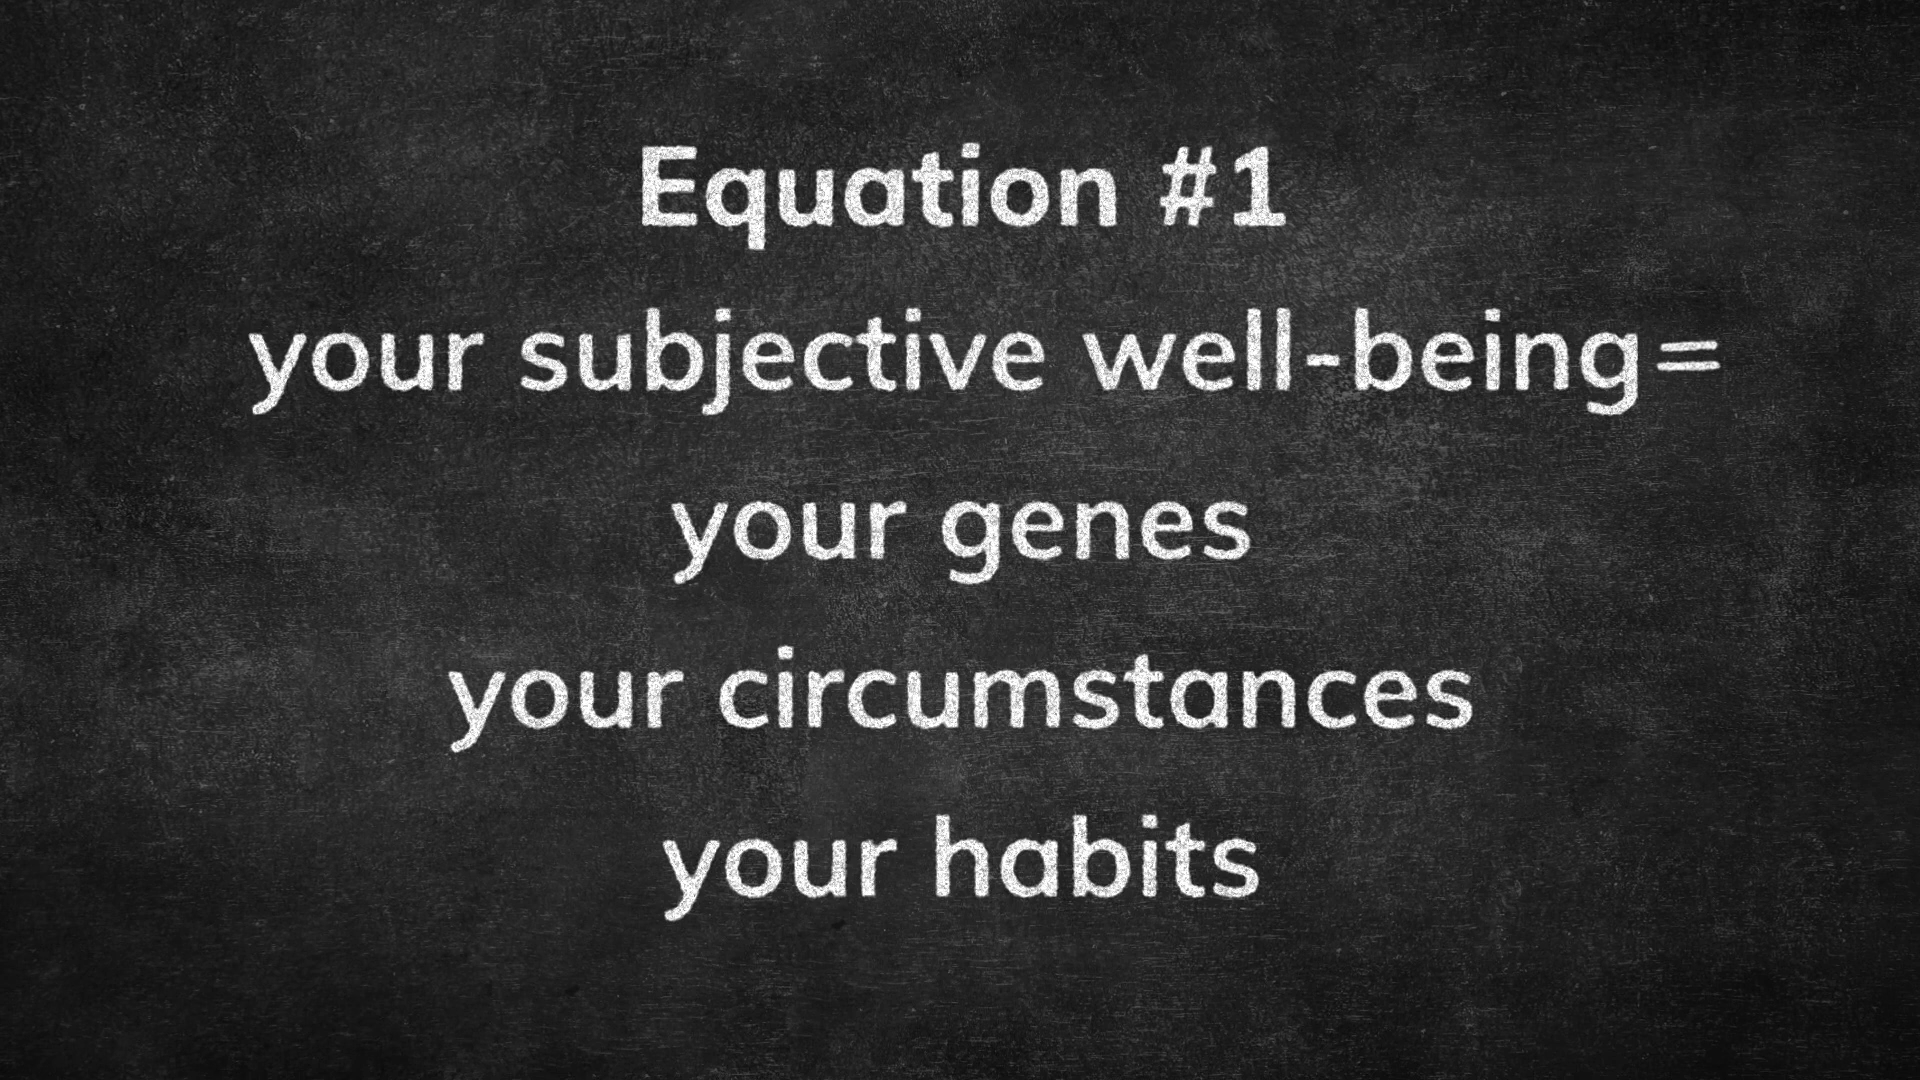 Equation #1
your subjective well-being=
your genes
your circumstances
your habits